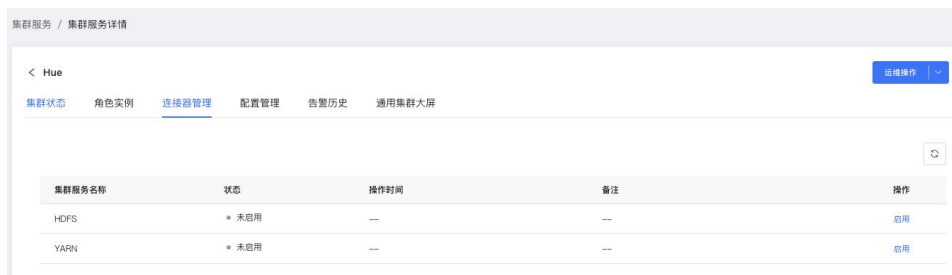 集群服务 / 集群服务详情
< Hue 运维操作
集群状态 角色实例 连接器管理 配置管理 告警历史 通用集群大屏
集群服务名称 状态 操作时间 备注 操作
HDFS 未启用 -- -- 启用
YARN 未启用 -- -- 启用